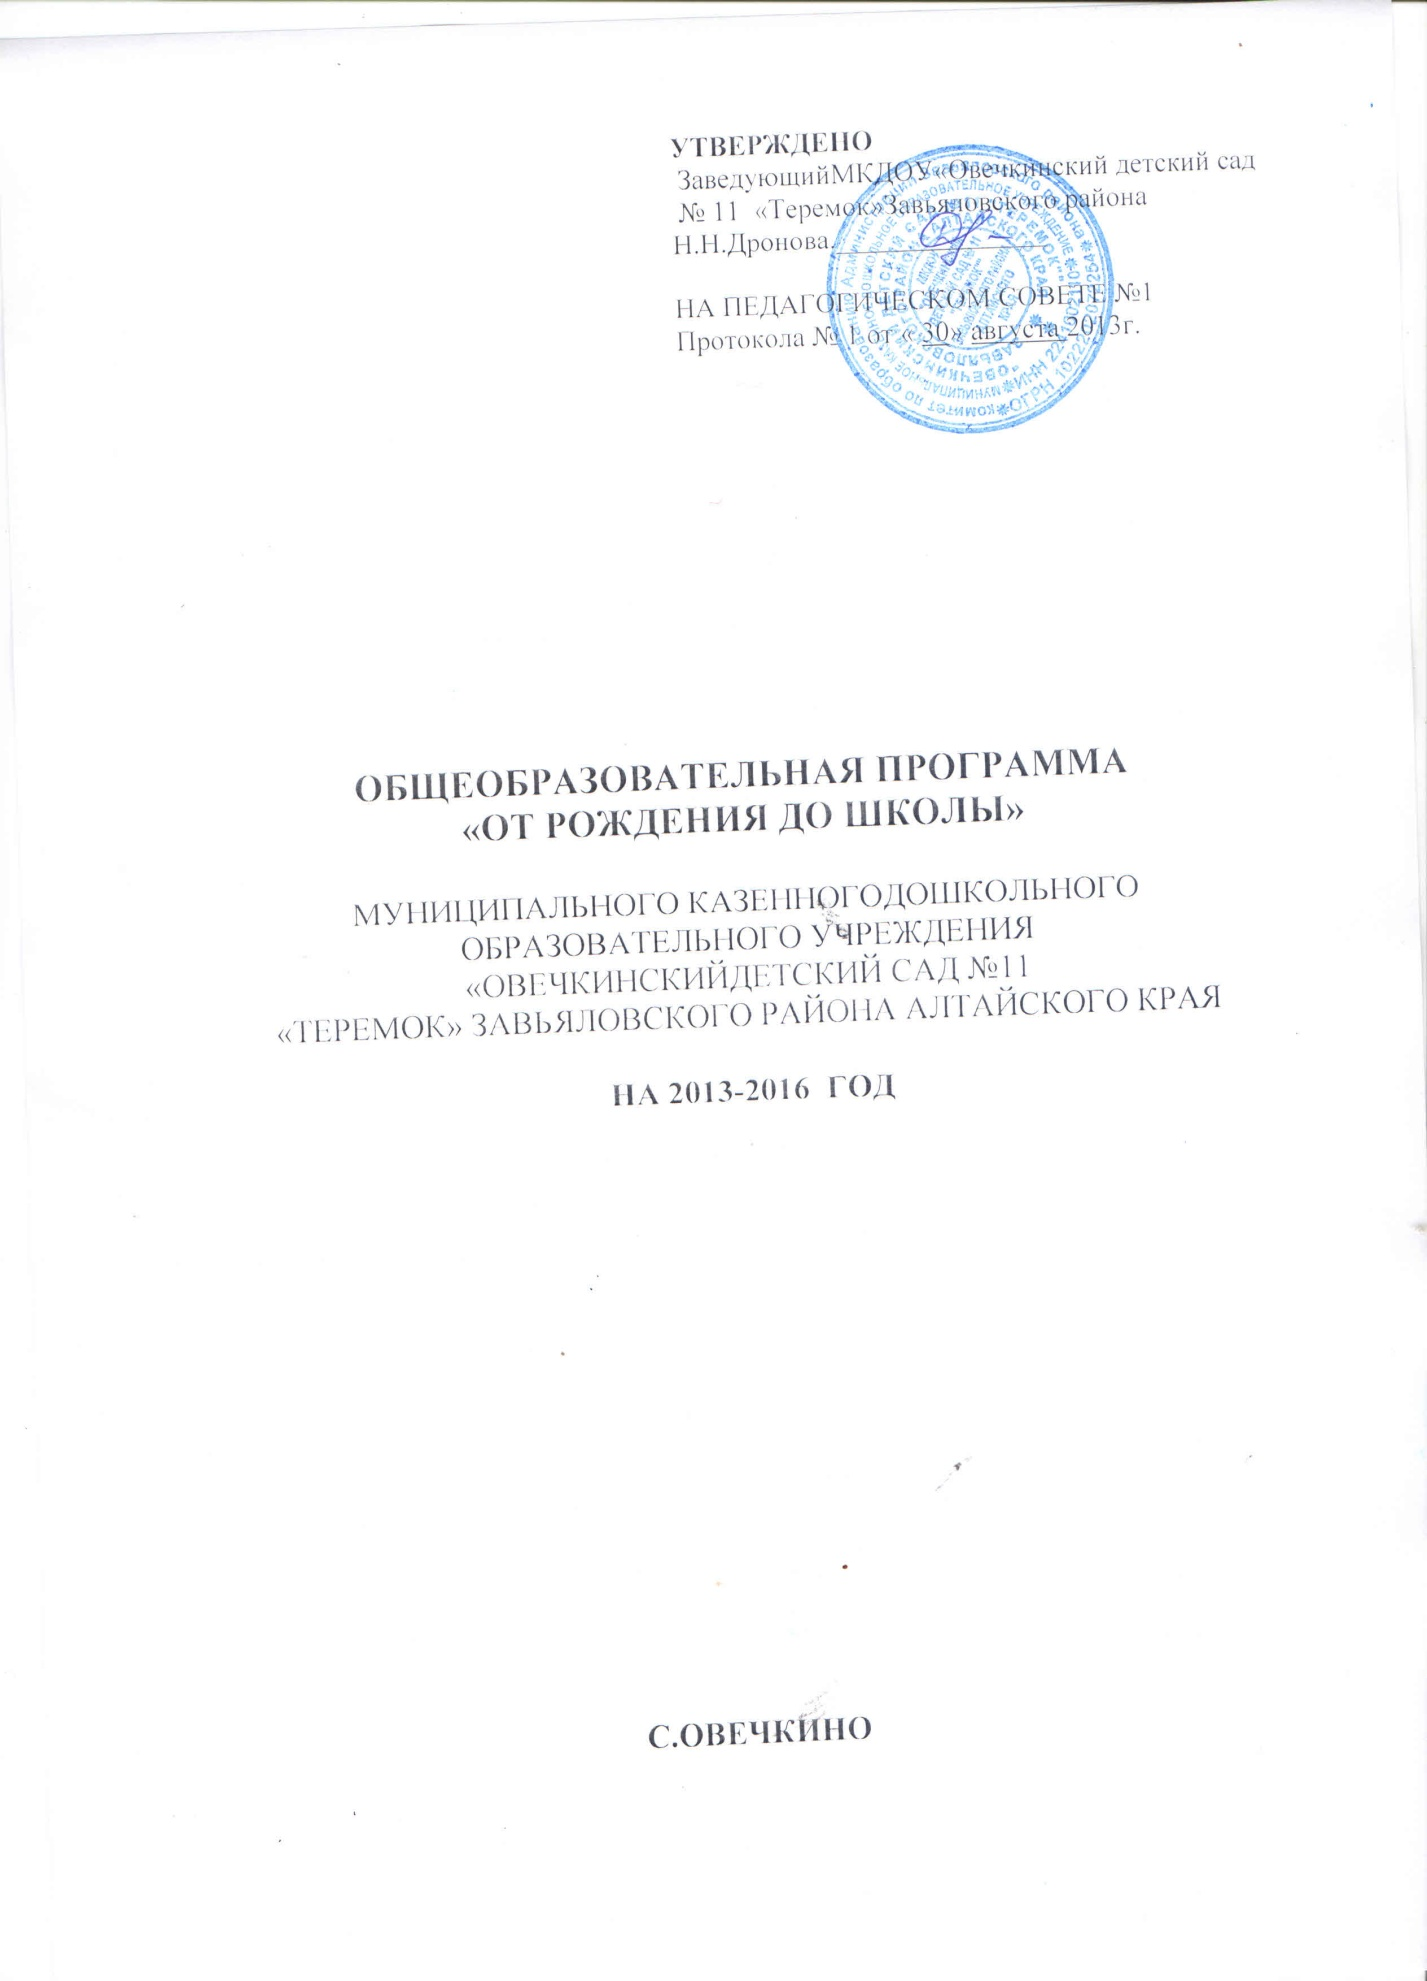 УТВЕРЖДЕНО
ЗаведующийМКДОУ«Овечкинский детский сад
№ 11 «Теремок»Завьяловского района
Н.Н.Дронова.
НА ПЕДАГОГИЧЕСКОМ СОВЕТЕ №1
Протокола № 1 от « 30» августа 2013г.
ОБЩЕОБРАЗОВАТЕЛЬНАЯ ПРОГРАММА
«ОТ РОЖДЕНИЯ ДО ШКОЛЫ»
МУНИЦИПАЛЬНОГО КАЗЕННОГОДОШКОЛЬНОГО
ОБРАЗОВАТЕЛЬНОГО УЧРЕЖДЕНИЯ
«ОВЕЧКИНСКИЙДЕТСКИЙ САД №11
«ТЕРЕМОК» ЗАВЬЯЛОВСКОГО РАЙОНА АЛТАЙСКОГО КРАЯ
НА 2013-2016 ГОД
С.ОВЕЧКИНО